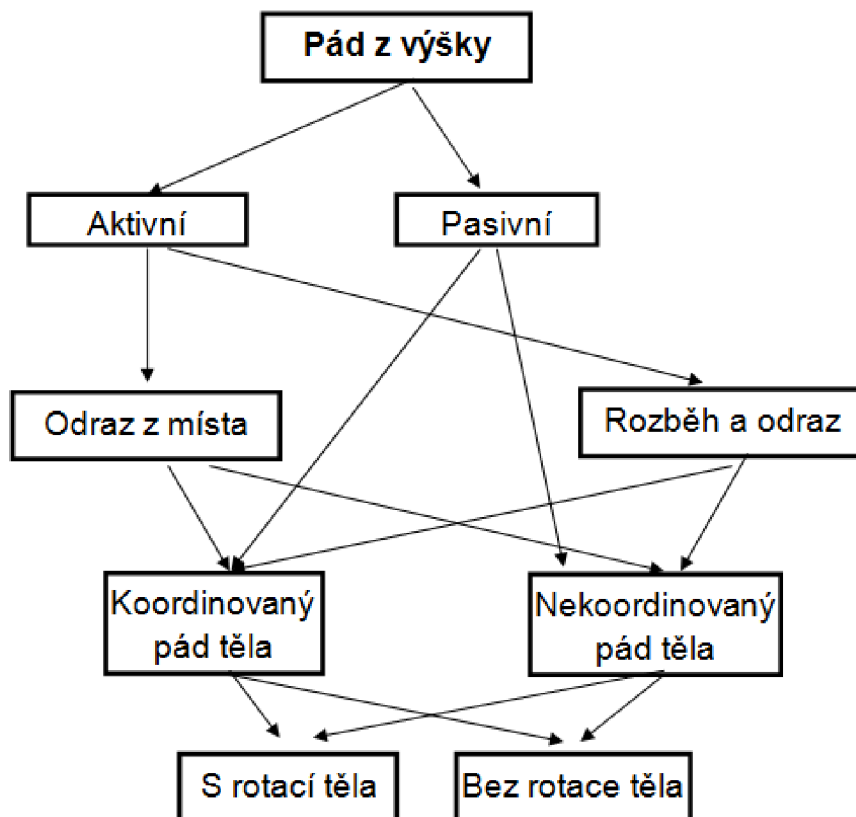 Pád z výšky
Aktivní
Pasivní
Odraz z místa
Rozběh a odraz
Koordinovaný
pád těla
Nekoordinovaný
pád těla
S rotací těla
Bez rotace těla